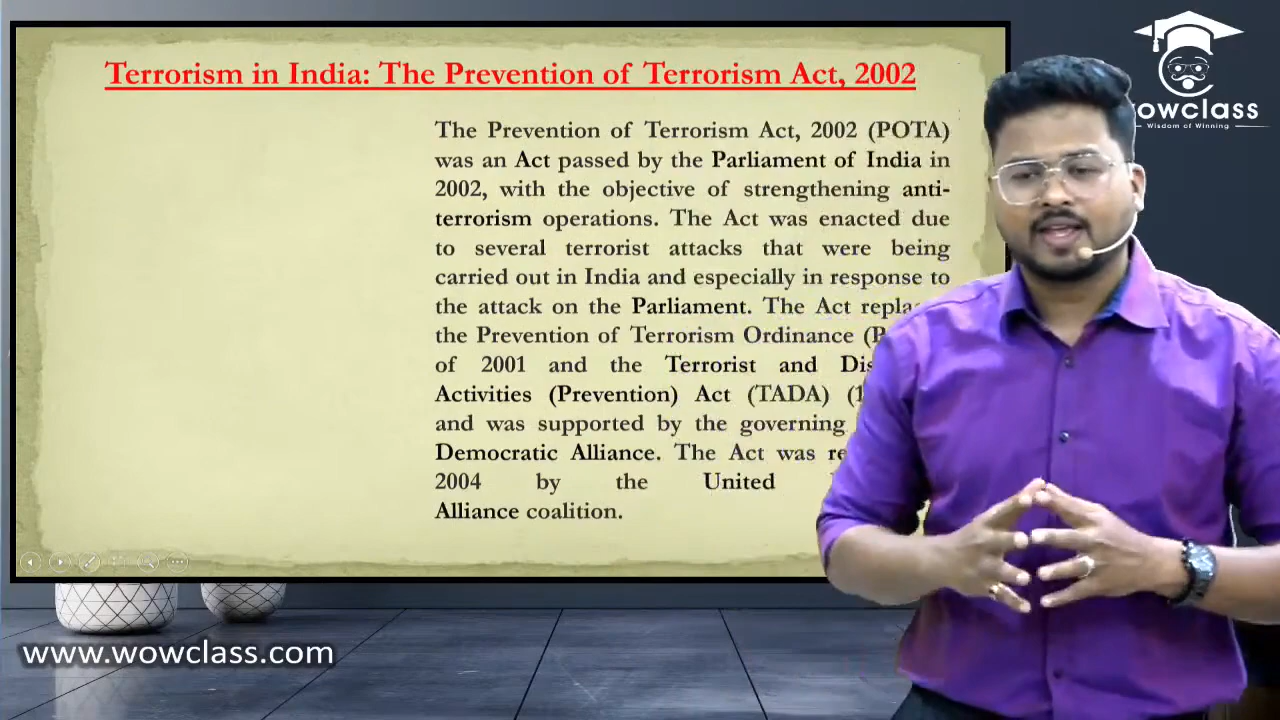 Terrorism in India: The Prevention of Terrorism Act, 2002
The Prevention of Terrorism Act, 2002 (POTA)
was an Act passed by the Parliament of India in
2002, with the objective of strengthening anti-
terrorism operations. The Act was enacted due
to several terrorist attacks that were being
carried out in India and especially in response to
the attack on the Parliament. The Act
the Prevention of Terrorism Ordinance
of 2001 and the Terrorist and
Activities (Prevention) Act (TADA)
and was supported by the governing
Democratic Alliance. The Act was
2004 by the United
Alliance coalition.
wowclass
Wisdom of Winning
www.wowclass.com